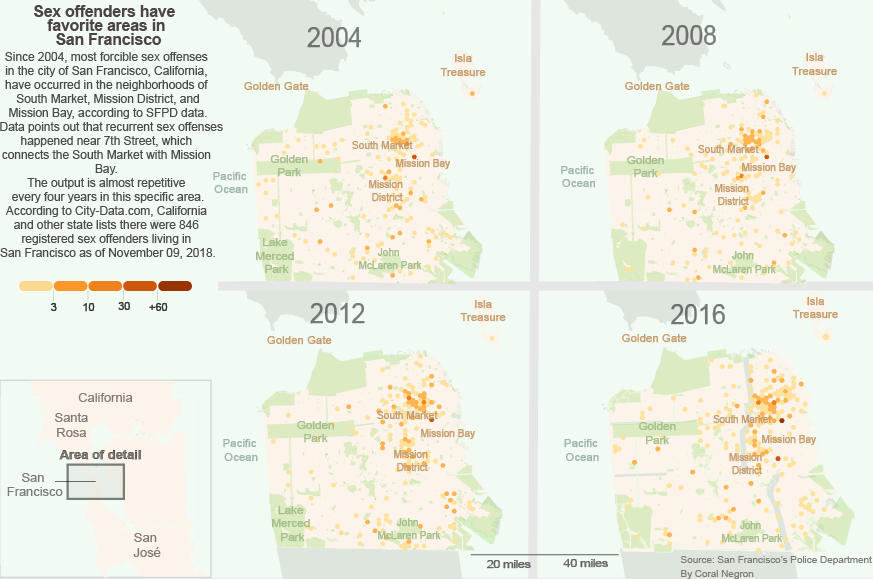 Sex offenders have
favorite areas in
San Francisco
Since 2004, most forcible sex offenses
in the city of San Francisco, California,
have occurred in the neighborhoods of
South Market, Mission District, and
Mission Bay, according to SFPD data.
Data points out that recurrent sex offenses
happened near 7th Street, which
connects the South Market with Mission
Bay.
The output is almost repetitive
every four years in this specific area.
According to City-Data.com, California
and other state lists there were 846
registered sex offenders living in
San Francisco as of November 09, 2018.
3 10 30 +60
California
Santa
Rosa
Area of detail
San
Francisco
San
José
2004
Isla
Treasure
Golden Gate
South Market
Golden
Park
Mission Bay
Pacific
Ocean
Mission
District
Lake
Merced
Park
John
McLaren Park
2008
Isla
Treasure
Golden Gate
South Market
Golden
Park
Mission Bay
Pacific
Ocean
Mission
District
John
McLaren Park
2012
Isla
Treasure
Golden Gate
South Market
Golden
Park
Mission Bay
Pacific
Ocean
Mission
District
Lake
Merced
Park
John
McLaren Park
2016
Isla
Treasure
Golden Gate
South Market
Golden
Park
Mission Bay
Pacific
Ocean
Mission
District
John
McLaren Park
20 miles 40 miles
Source: San Francisco's Police Department
By Coral Negron